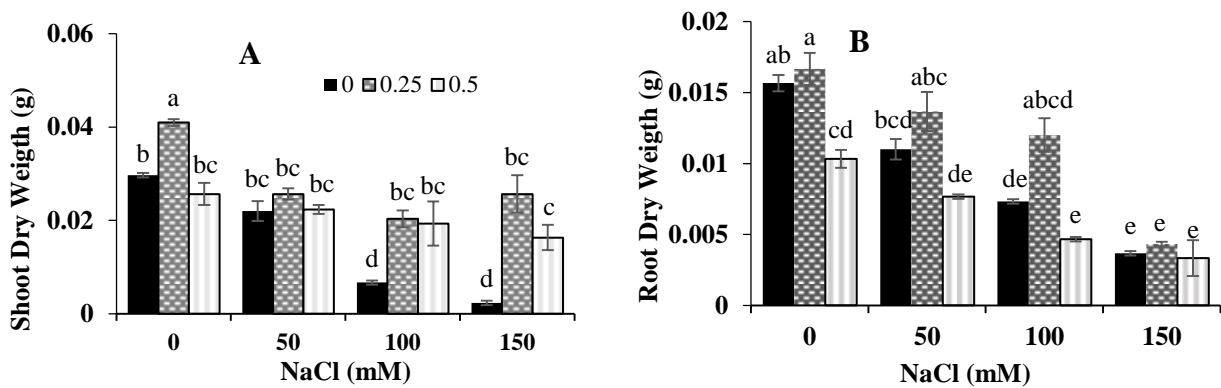 A
0 0.25 0.5
Shoot Dry Weigth (g)
0.06
0.04
0.02
0
b a bc
bc bc bc
d bc bc
d bc c
0 50 100 150
NaCl (mM)
B
Root Dry Weigth (g)
0.02
0.015
0.01
0.005
0
ab a cd
bcd abc de
de abcd e
e e e
0 50 100 150
NaCl (mM)